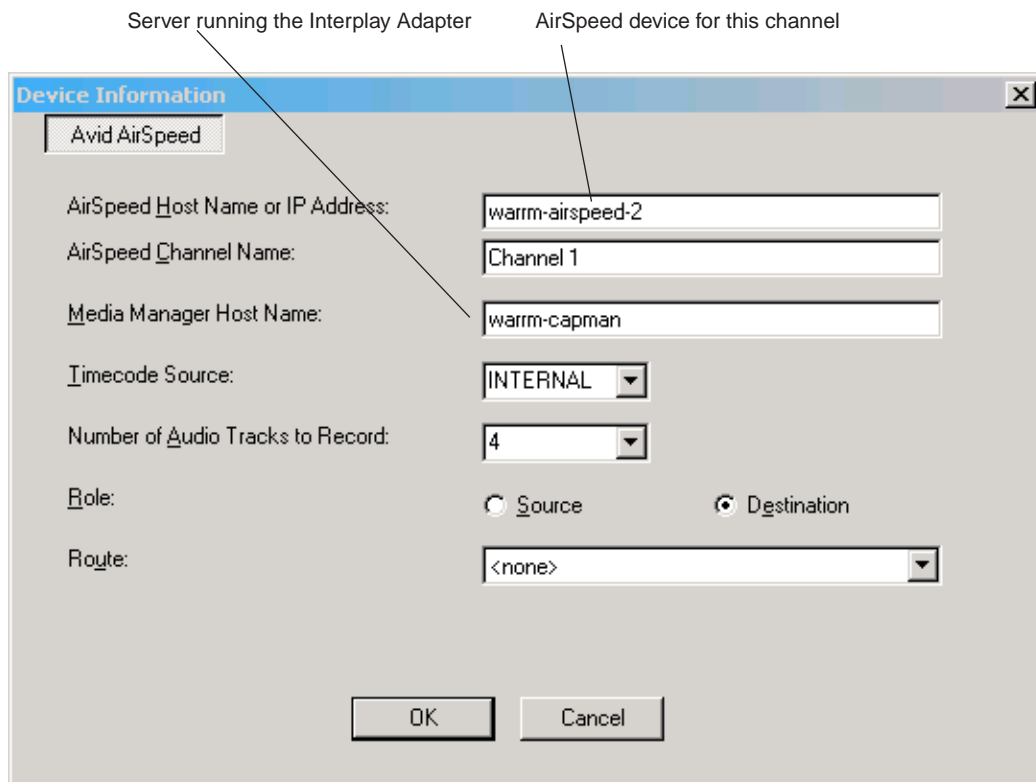 Server running the Interplay Adapter
AirSpeed device for this channel
Device Information
Avid AirSpeed
AirSpeed Host Name or IP Address:
warrm-airspeed-2
AirSpeed Channel Name:
Channel 1
Media Manager Host Name:
warrm-capman
Timecode Source:
INTERNAL
Number of Audio Tracks to Record:
4
Role:
Source
Destination
Route:
<none>
OK
Cancel